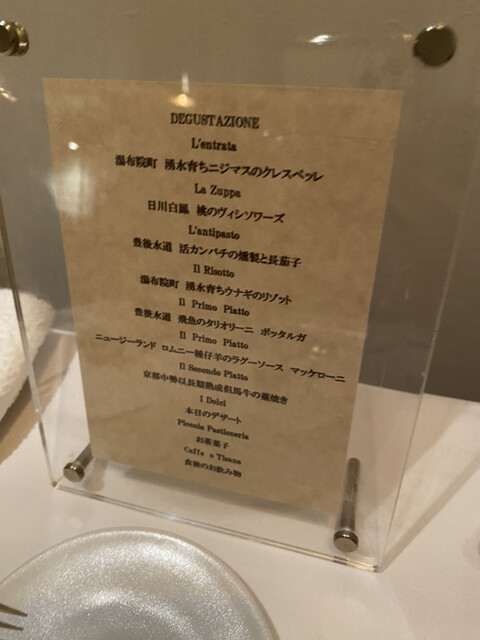 DEGUSTAZIONE
L'entrata
湯布院町 湧水育ちニジマスのクレスペッレ
La Zuppa
日川白鳳 桃のヴィシソワーズ
L'antipasto
豊後水道 活カンパチの燻製と長茄子
Il Risotto
湯布院町 湧水育ちウナギのリゾット
Il Primo Piatto
豊後水道 飛魚のタリオリーニ ボッタルガ
Il Primo Piatto
ニュージーランド ロムニー種仔羊のラグーソース マッケローニ
Il Secondo Piatto
京都中勢以長期熟成但馬牛の藁焼き
I Dolci
本日のデザート
Piccola Pasticceria
お茶菓子
Caffe o Tisana
食後のお飲み物